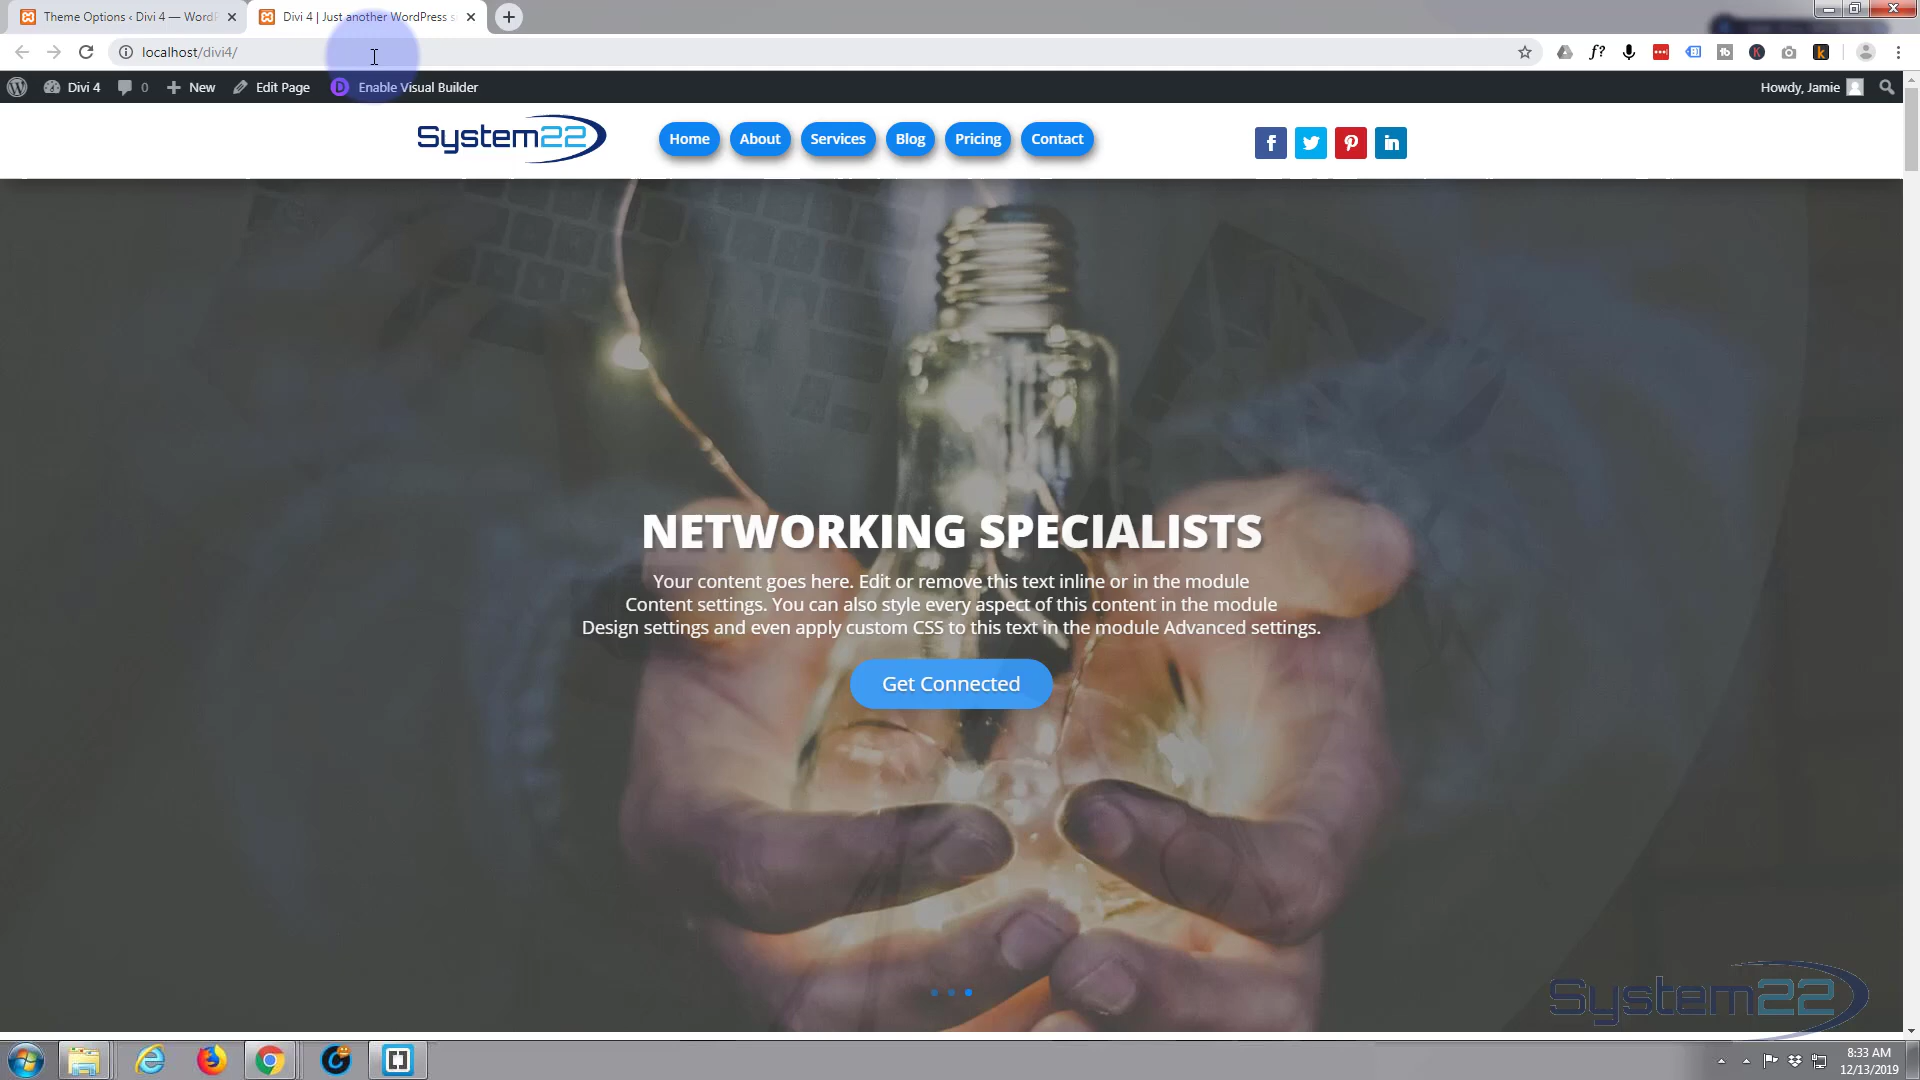 Theme Options ‹ Divi 4 — WordP
Divi 4 | Just another WordPress s
localhost/divi4/
f?
Divi 4
0
New
Edit Page
Enable Visual Builder
Howdy, Jamie
System22
Home
About
Services
Blog
Pricing
Contact
NETWORKING SPECIALISTS
Your content goes here. Edit or remove this text inline or in the module
Content settings. You can also style every aspect of this content in the module
Design settings and even apply custom CSS to this text in the module Advanced settings.
Get Connected
System22
8:33 AM
12/13/2019